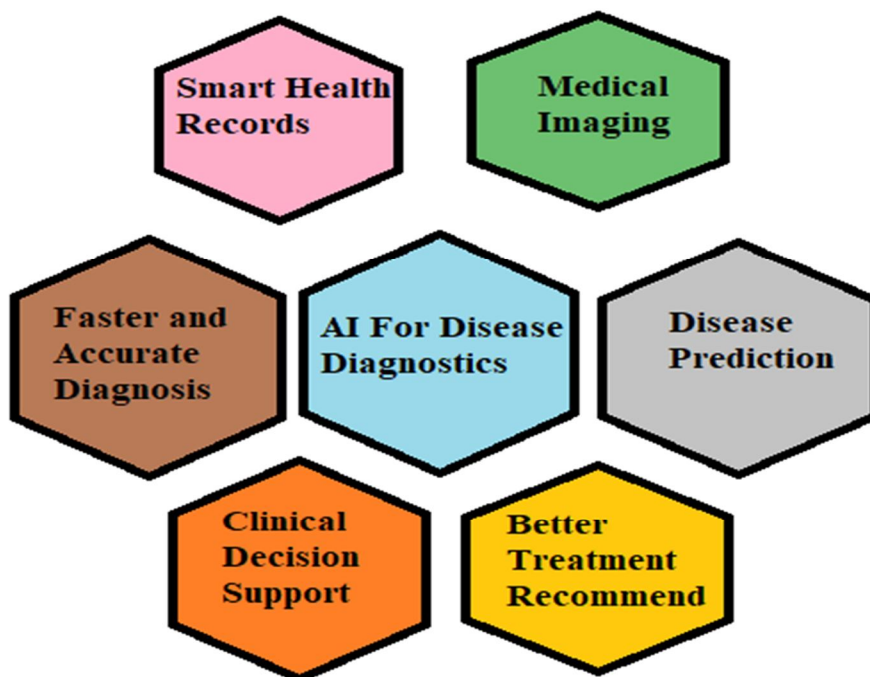 Smart Health
Records
Medical
Imaging
Faster and
Accurate
Diagnosis
AI For Disease
Diagnostics
Disease
Prediction
Clinical
Decision
Support
Better
Treatment
Recommend